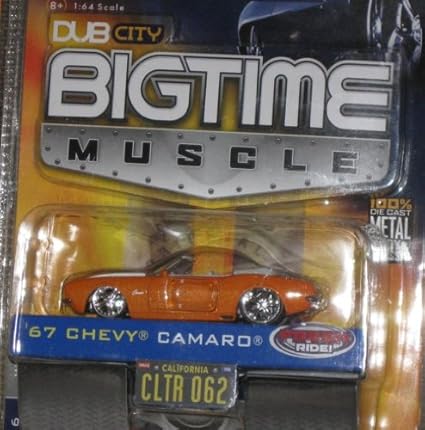 8+ 1:64 Scale
DUB CITY
BIGTIME
MUSCLE
100%
DIE CAST
METAL
'67 CHEVY® CAMARO®
RIDE!
CALIFORNIA
CLTR 062